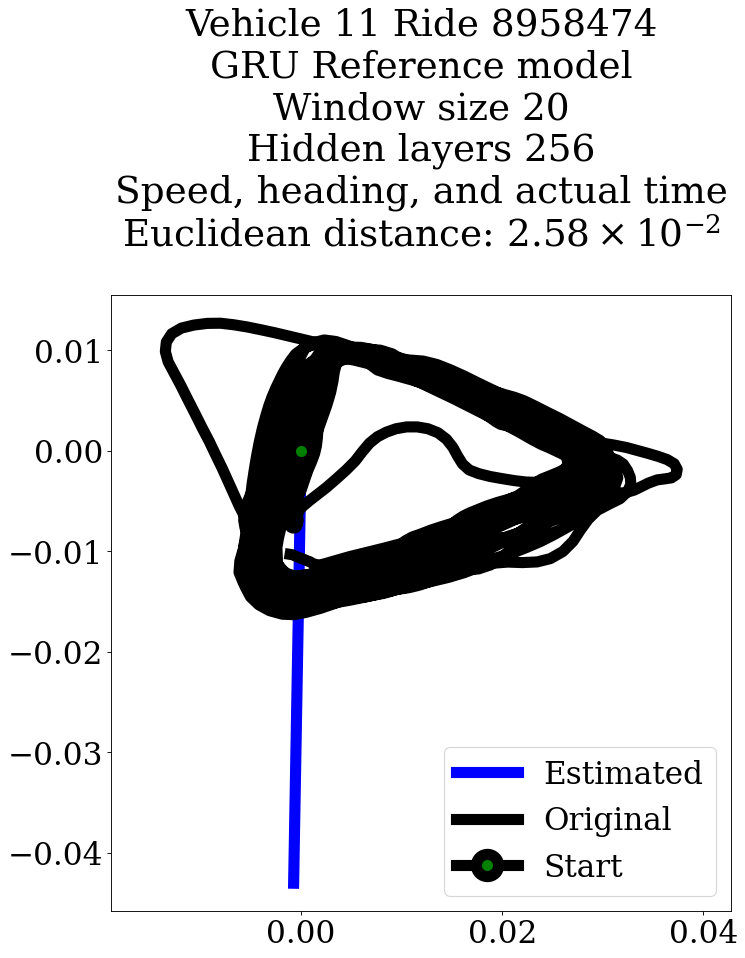 Vehicle 11 Ride 8958474
GRU Reference model
Window size 20
Hidden layers 256
Speed, heading, and actual time
Euclidean distance: 2.58 × 10⁻²
0.01
0.00
−0.01
−0.02
−0.03
−0.04
Estimated
Original
Start
0.00 0.02 0.04